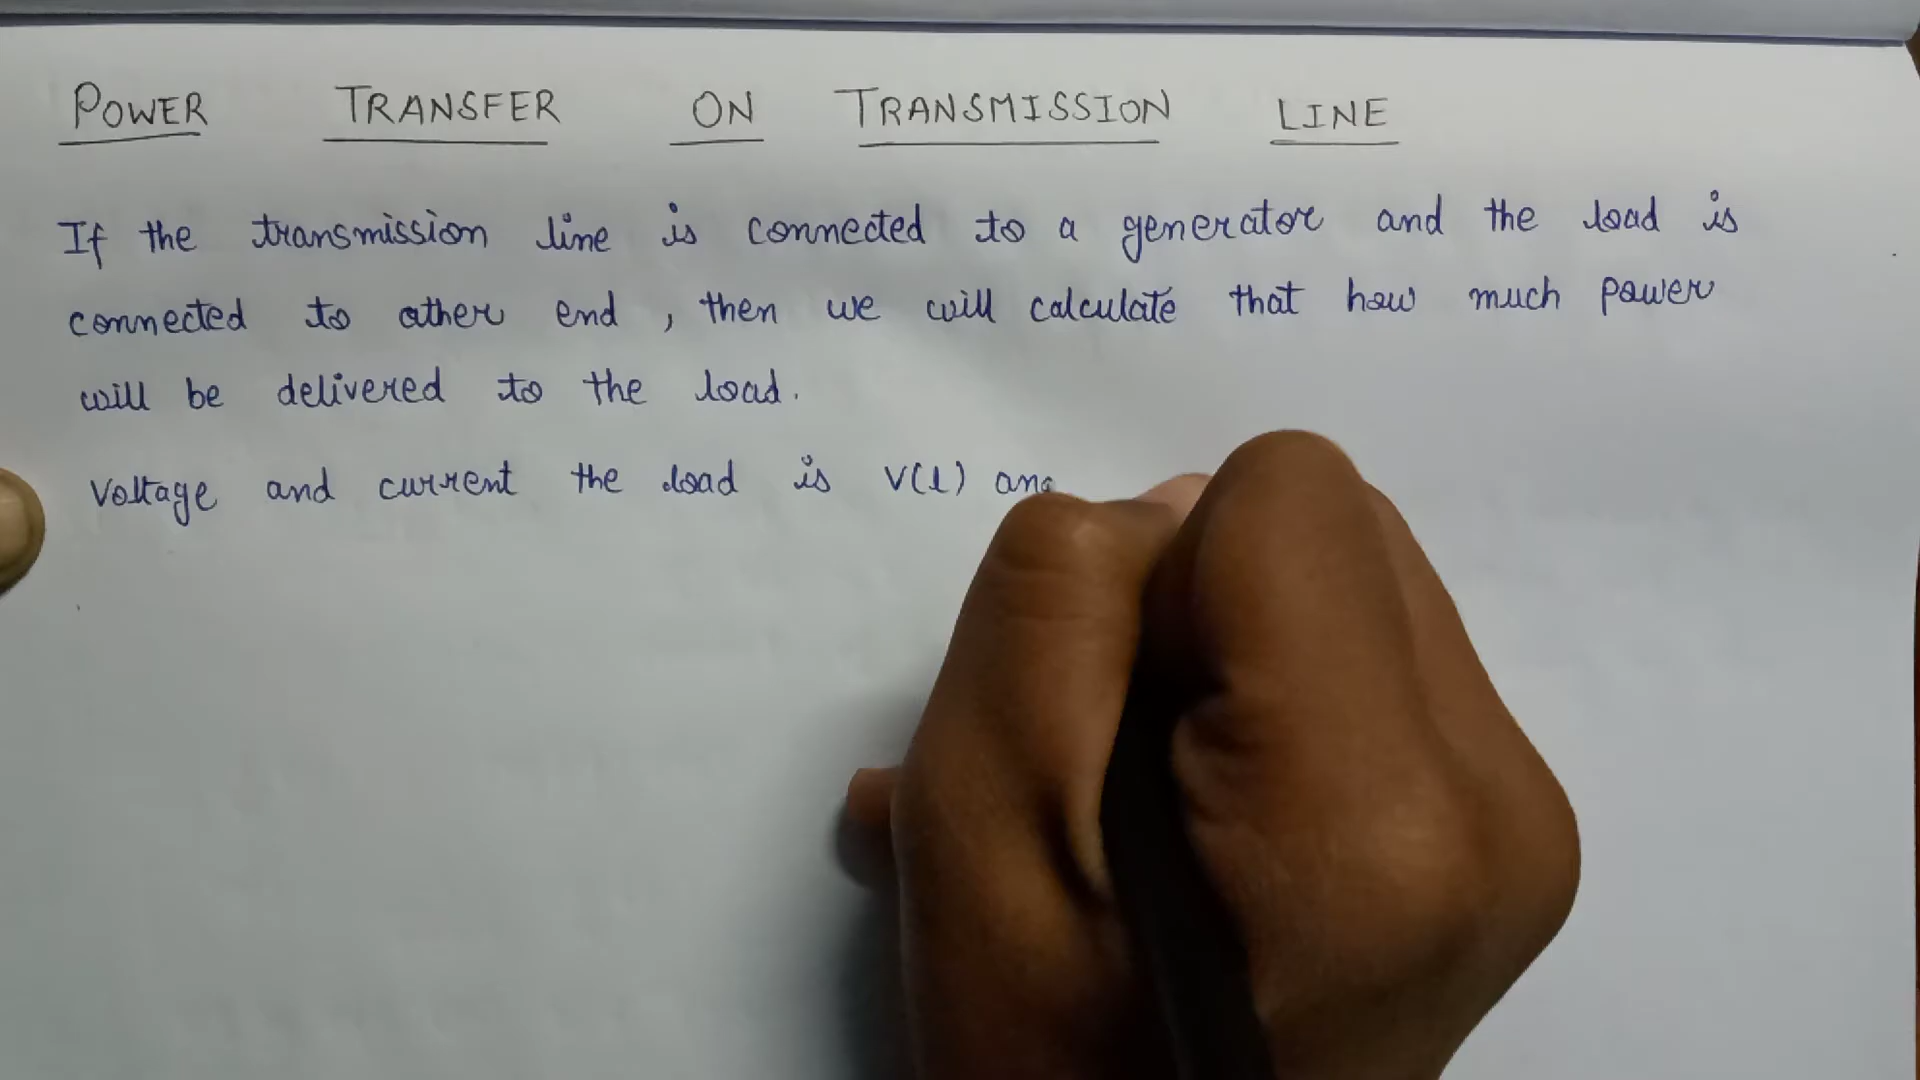 POWER TRANSFER ON TRANSMISSION LINE
If the transmission line is connected to a generator and the load is
connected to other end , then we will calculate that how much power
will be delivered to the load.
Voltage and current the load is V(l)